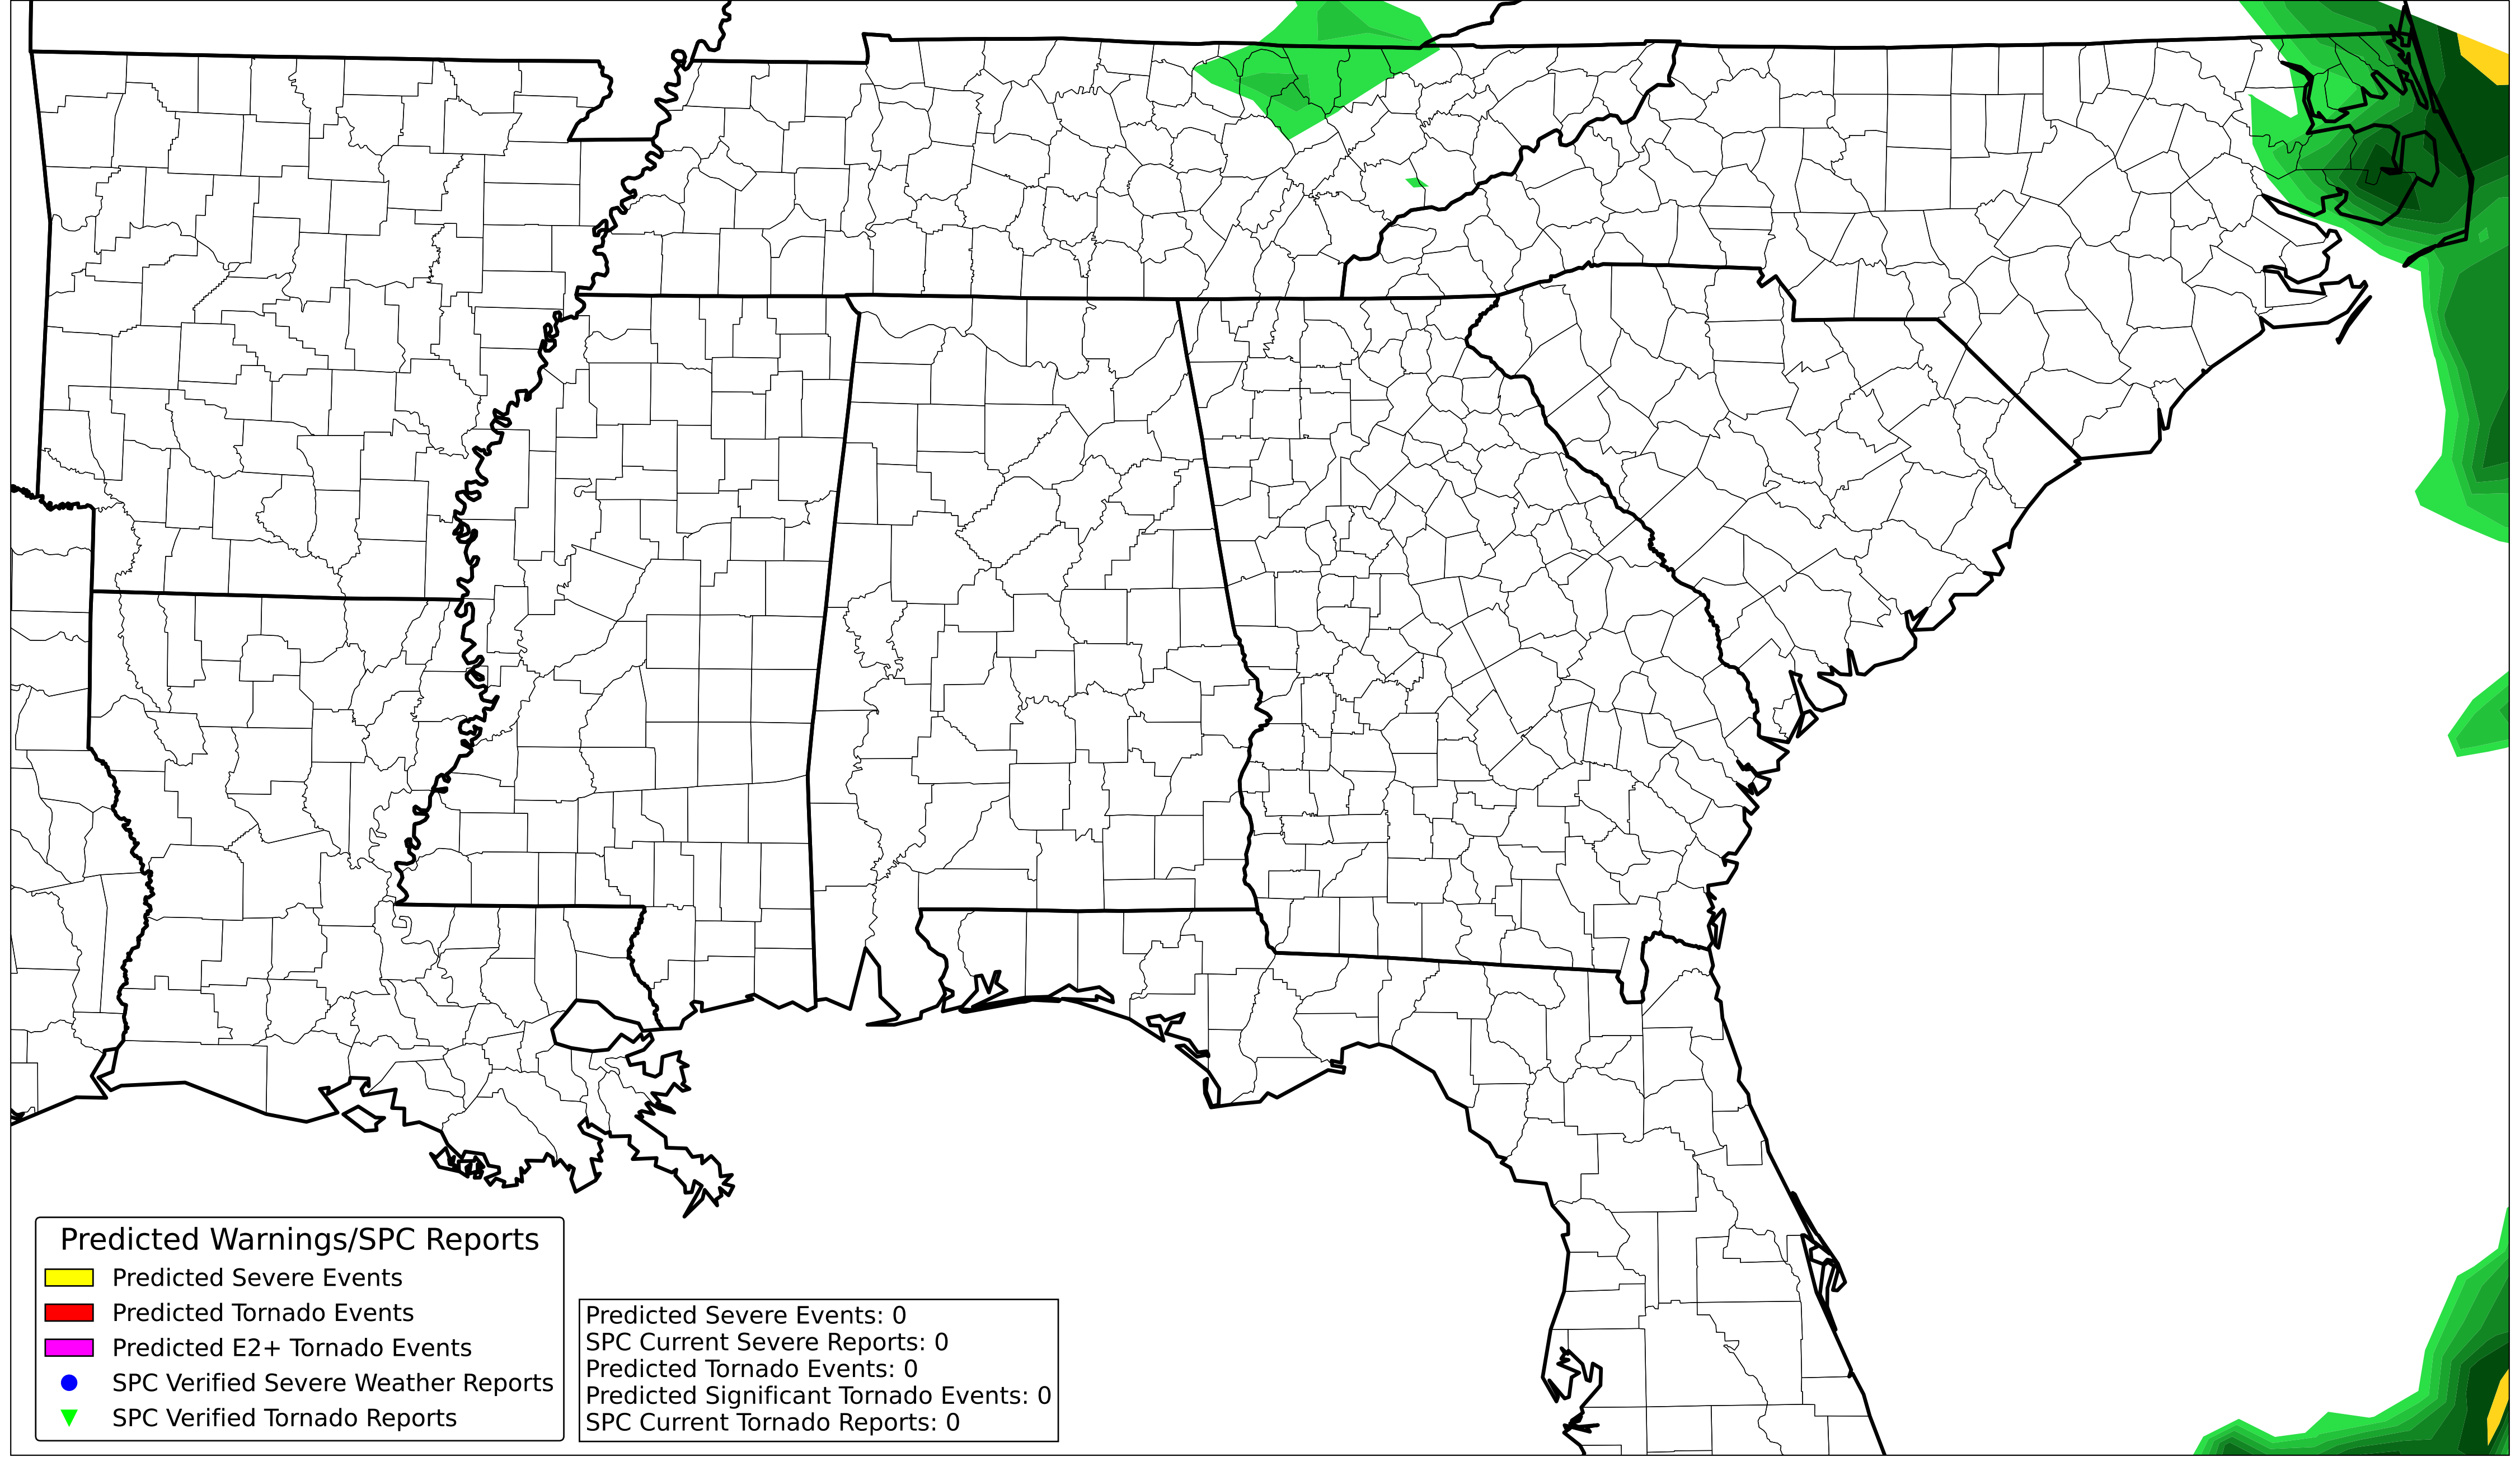 Predicted Warnings/SPC Reports
Predicted Severe Events
Predicted Tornado Events
Predicted E2+ Tornado Events
SPC Verified Severe Weather Reports
SPC Verified Tornado Reports
Predicted Severe Events: 0
SPC Current Severe Reports: 0
Predicted Tornado Events: 0
Predicted Significant Tornado Events: 0
SPC Current Tornado Reports: 0